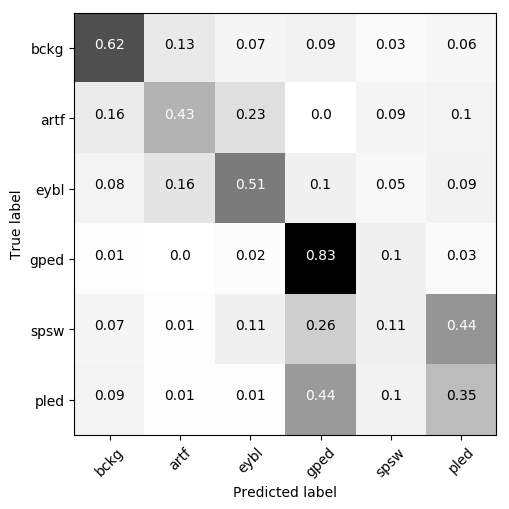 True label
bckg 0.62 0.13 0.07 0.09 0.03 0.06
artf 0.16 0.43 0.23 0.0 0.09 0.1
eybl 0.08 0.16 0.51 0.1 0.05 0.09
gped 0.01 0.0 0.02 0.83 0.1 0.03
spsw 0.07 0.01 0.11 0.26 0.11 0.44
pled 0.09 0.01 0.01 0.44 0.1 0.35
bckg artf eybl gped spsw pled
Predicted label